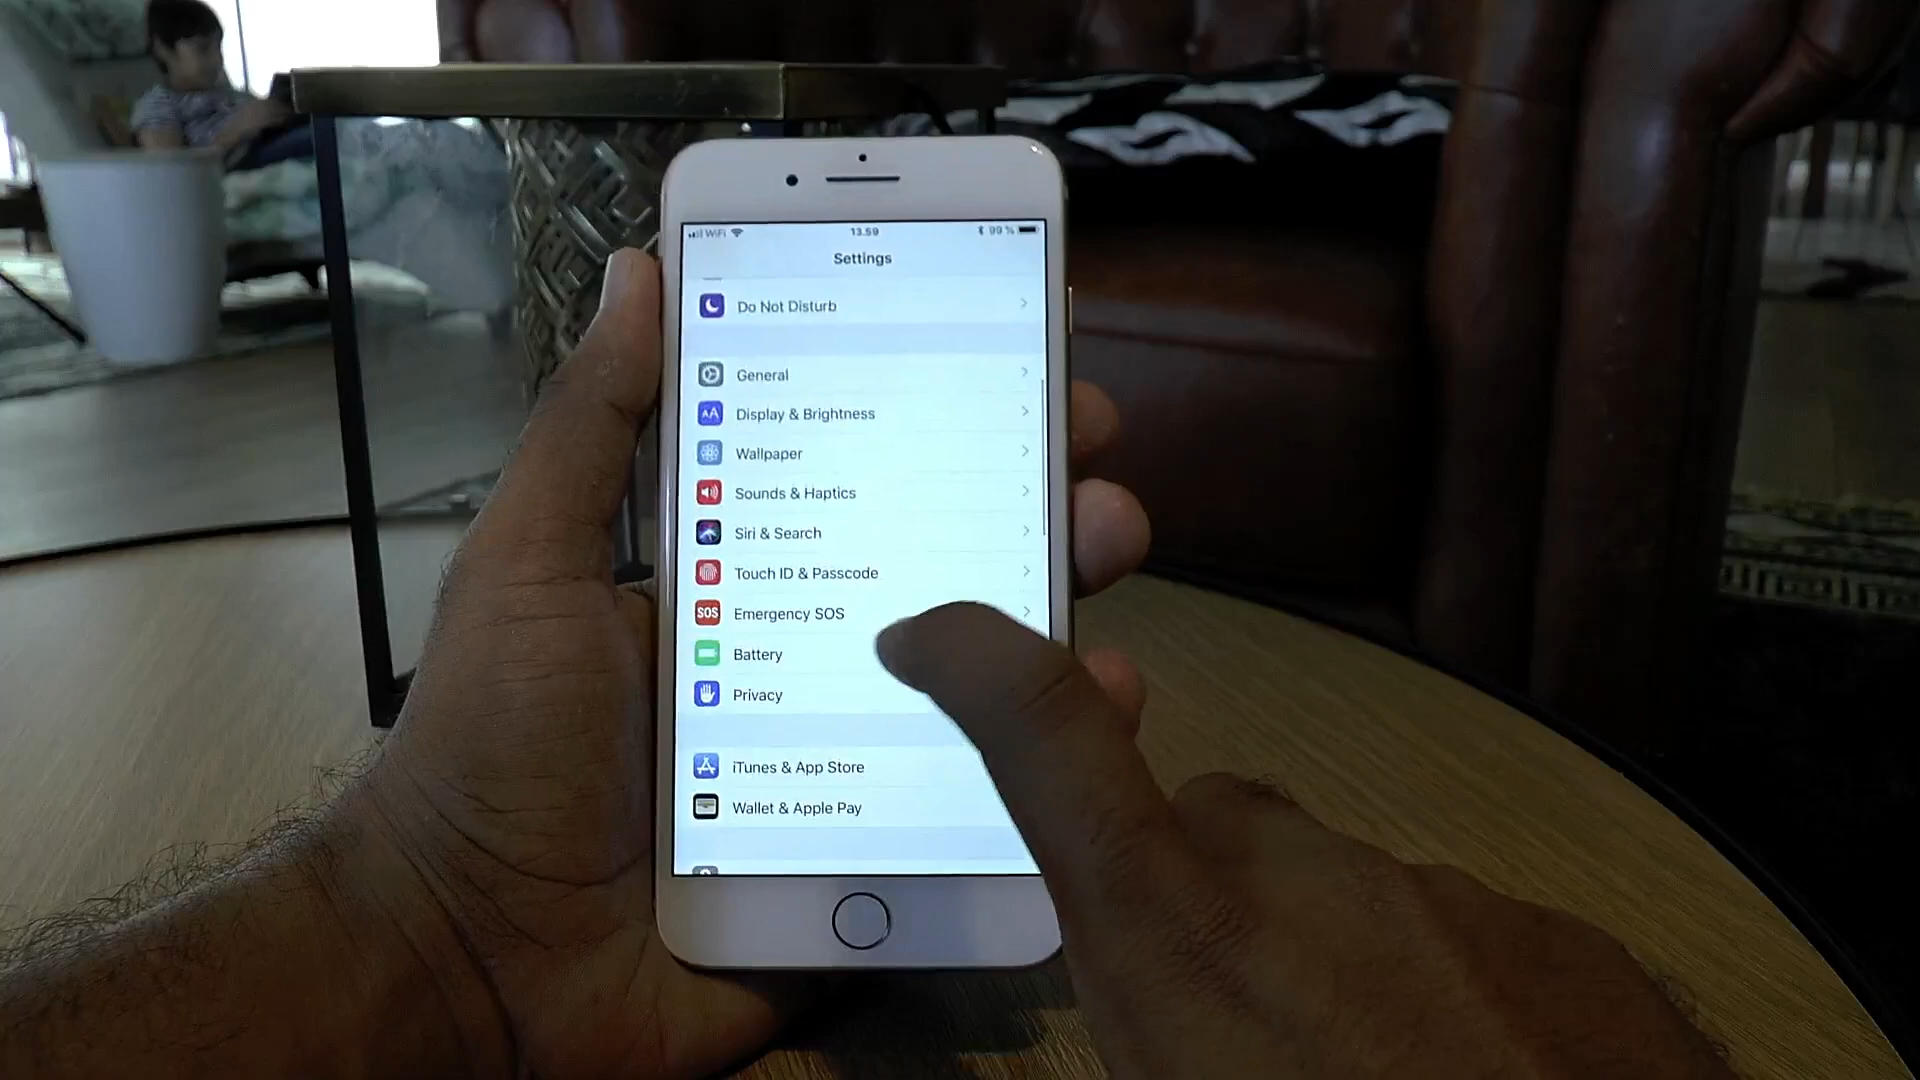 WiFi 13.59 99 %
Settings
Do Not Disturb
General
AA Display & Brightness
Wallpaper
Sounds & Haptics
Siri & Search
Touch ID & Passcode
SOS Emergency SOS
Battery
Privacy
iTunes & App Store
Wallet & Apple Pay